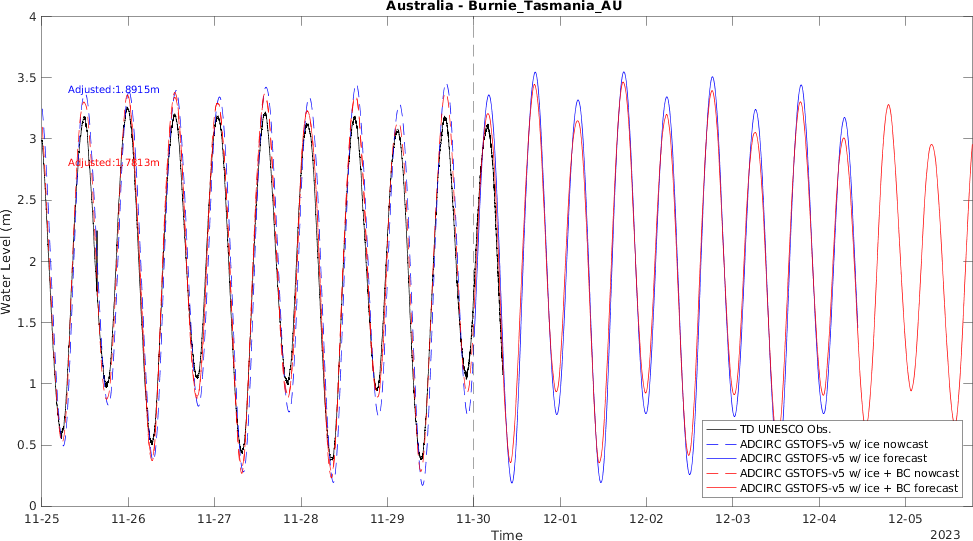 Australia - Burnie_Tasmania_AU
4
3.5
3
2.5
2
1.5
1
0.5
0
Water Level (m)
Adjusted:1.8915m
Adjusted:1.7813m
TD UNESCO Obs.
ADCIRC GSTOFS-v5 w/ ice nowcast
ADCIRC GSTOFS-v5 w/ ice forecast
ADCIRC GSTOFS-v5 w/ ice + BC nowcast
ADCIRC GSTOFS-v5 w/ ice + BC forecast
11-25 11-26 11-27 11-28 11-29 11-30 12-01 12-02 12-03 12-04 12-05
Time
2023